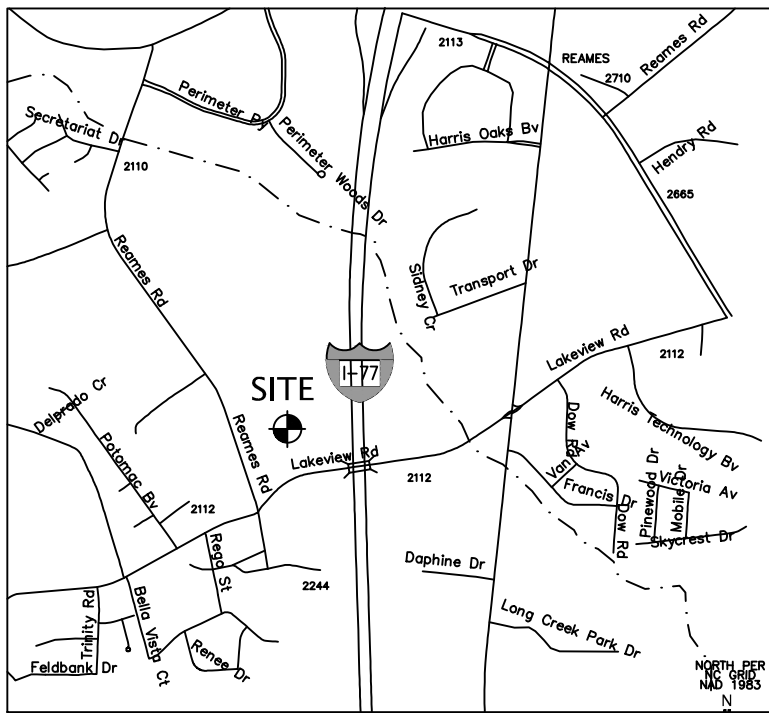 2113
REAMES
2710
Reames Rd
Perimeter Py
Secretariat Dr
Perimeter Woods Dr
Harris Oaks Bv
Hendry Rd
2110
2665
Reames Rd
Sidney Cr
Transport Dr
Lakeview Rd
2112
I-77
SITE
Delprado Cr
Potomac Bv
Reames Rd
Lakeview Rd
2112
2112
Dow Rd
Harris Technology Bv
Van Av
Francis Dr
Dow Rd
Pinewood Dr
Mobile Dr
Victoria Av
Skycrest Dr
Rego St
Daphine Dr
2244
Trinity Rd
Bella Vista Ct
Renee Dr
Feldbank Dr
Long Creek Park Dr
NORTH PER
NC GRID
NAD 1983
N